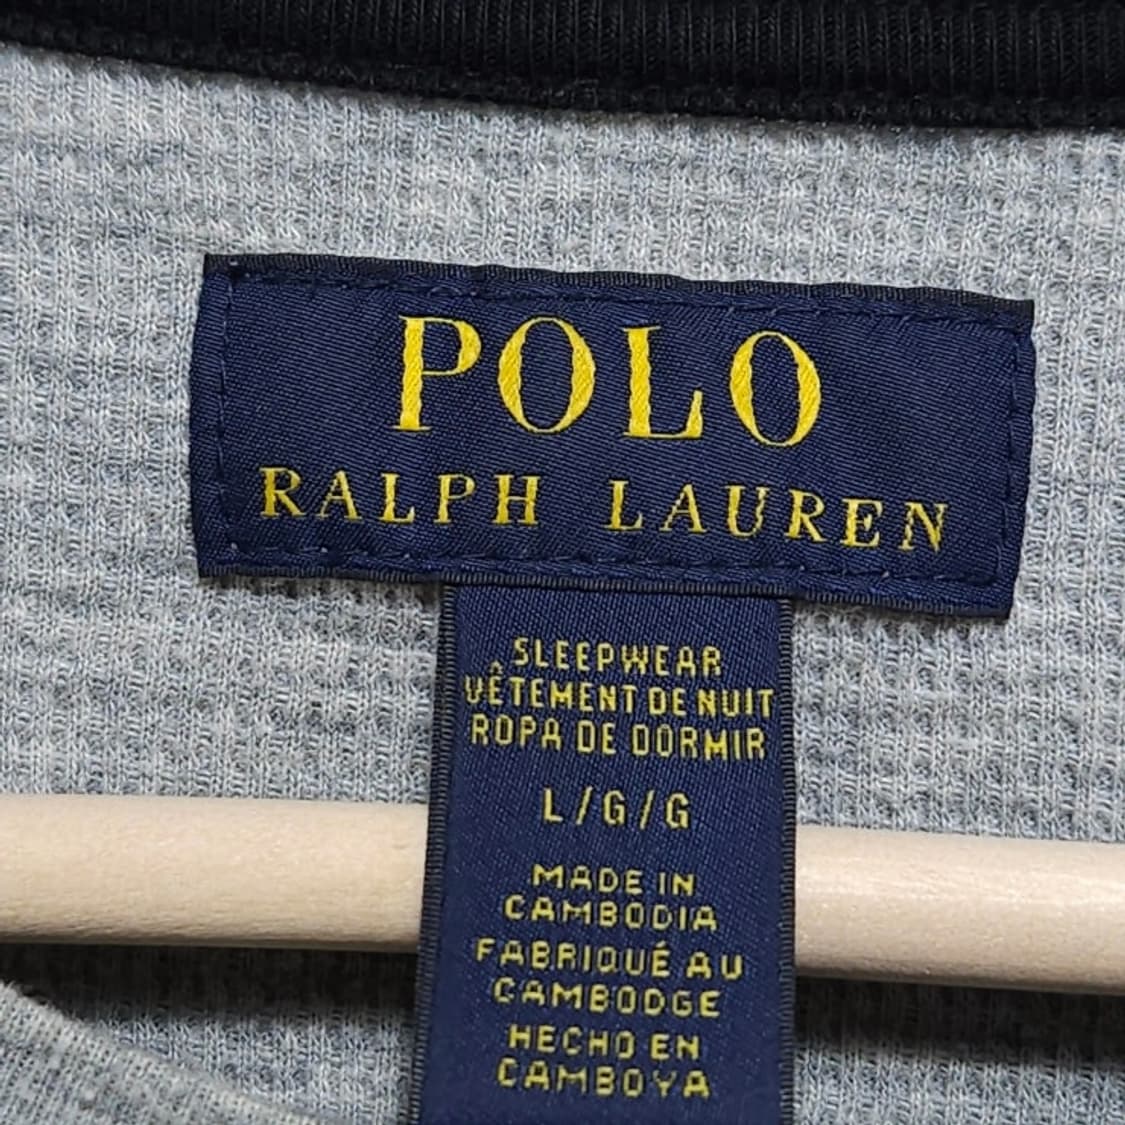 POLO
RALPH LAUREN
SLEEPWEAR
VÊTEMENT DE NUIT
ROPA DE DORMIR
L/G/G
MADE IN
CAMBODIA
FABRIQUÉ AU
CAMBODGE
HECHO EN
CAMBOYA